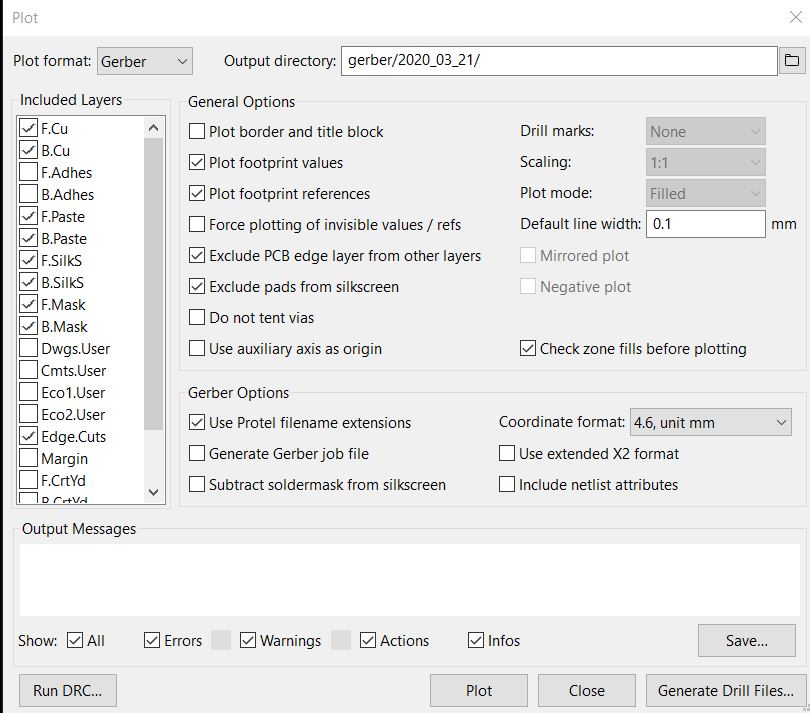 Plot
Plot format: Gerber Output directory: gerber/2020_03_21/
Included Layers
F.Cu
B.Cu
F.Adhes
B.Adhes
F.Paste
B.Paste
F.SilkS
B.SilkS
F.Mask
B.Mask
Dwgs.User
Cmts.User
Eco1.User
Eco2.User
Edge.Cuts
Margin
F.CrtYd
B.CrtYd
General Options
Plot border and title block
Plot footprint values
Plot footprint references
Force plotting of invisible values / refs
Exclude PCB edge layer from other layers
Exclude pads from silkscreen
Do not tent vias
Use auxiliary axis as origin
Drill marks: None
Scaling: 1:1
Plot mode: Filled
Default line width: 0.1 mm
Mirrored plot
Negative plot
Check zone fills before plotting
Gerber Options
Use Protel filename extensions
Generate Gerber job file
Subtract soldermask from silkscreen
Coordinate format: 4.6, unit mm
Use extended X2 format
Include netlist attributes
Output Messages
Show: All Errors Warnings Actions Infos Save...
Run DRC... Plot Close Generate Drill Files...